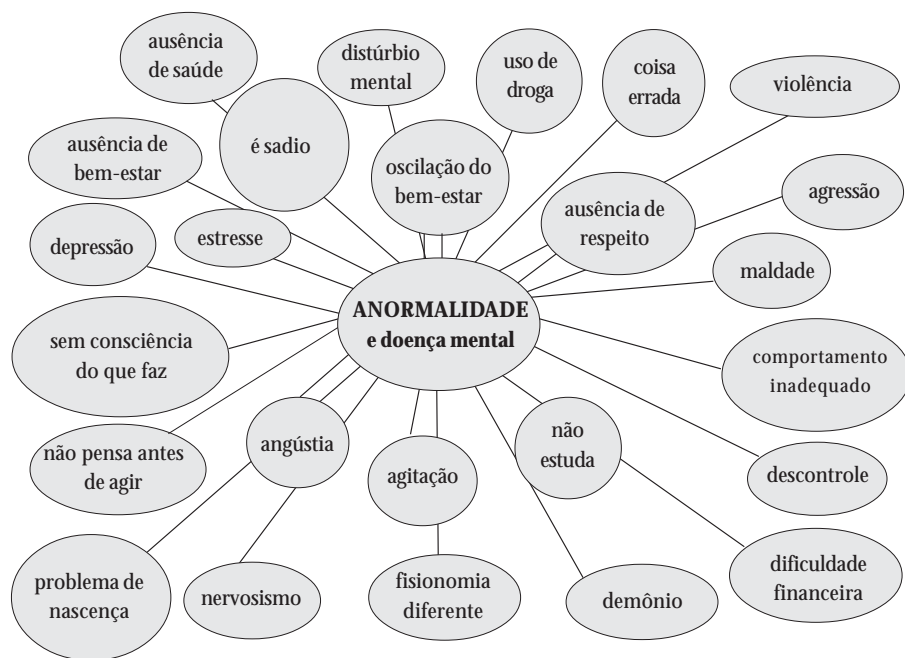 ausência
de saúde
distúrbio
mental
uso de
droga
coisa
errada
violência
ausência de
bem-estar
é sadio
oscilação do
bem-estar
ausência de
respeito
agressão
depressão
estresse
maldade
ANORMALIDADE
e doença mental
sem consciência
do que faz
comportamento
inadequado
não pensa antes
de agir
angústia
agitação
não
estuda
descontrole
problema de
nascença
nervosismo
fisionomia
diferente
demônio
dificuldade
financeira